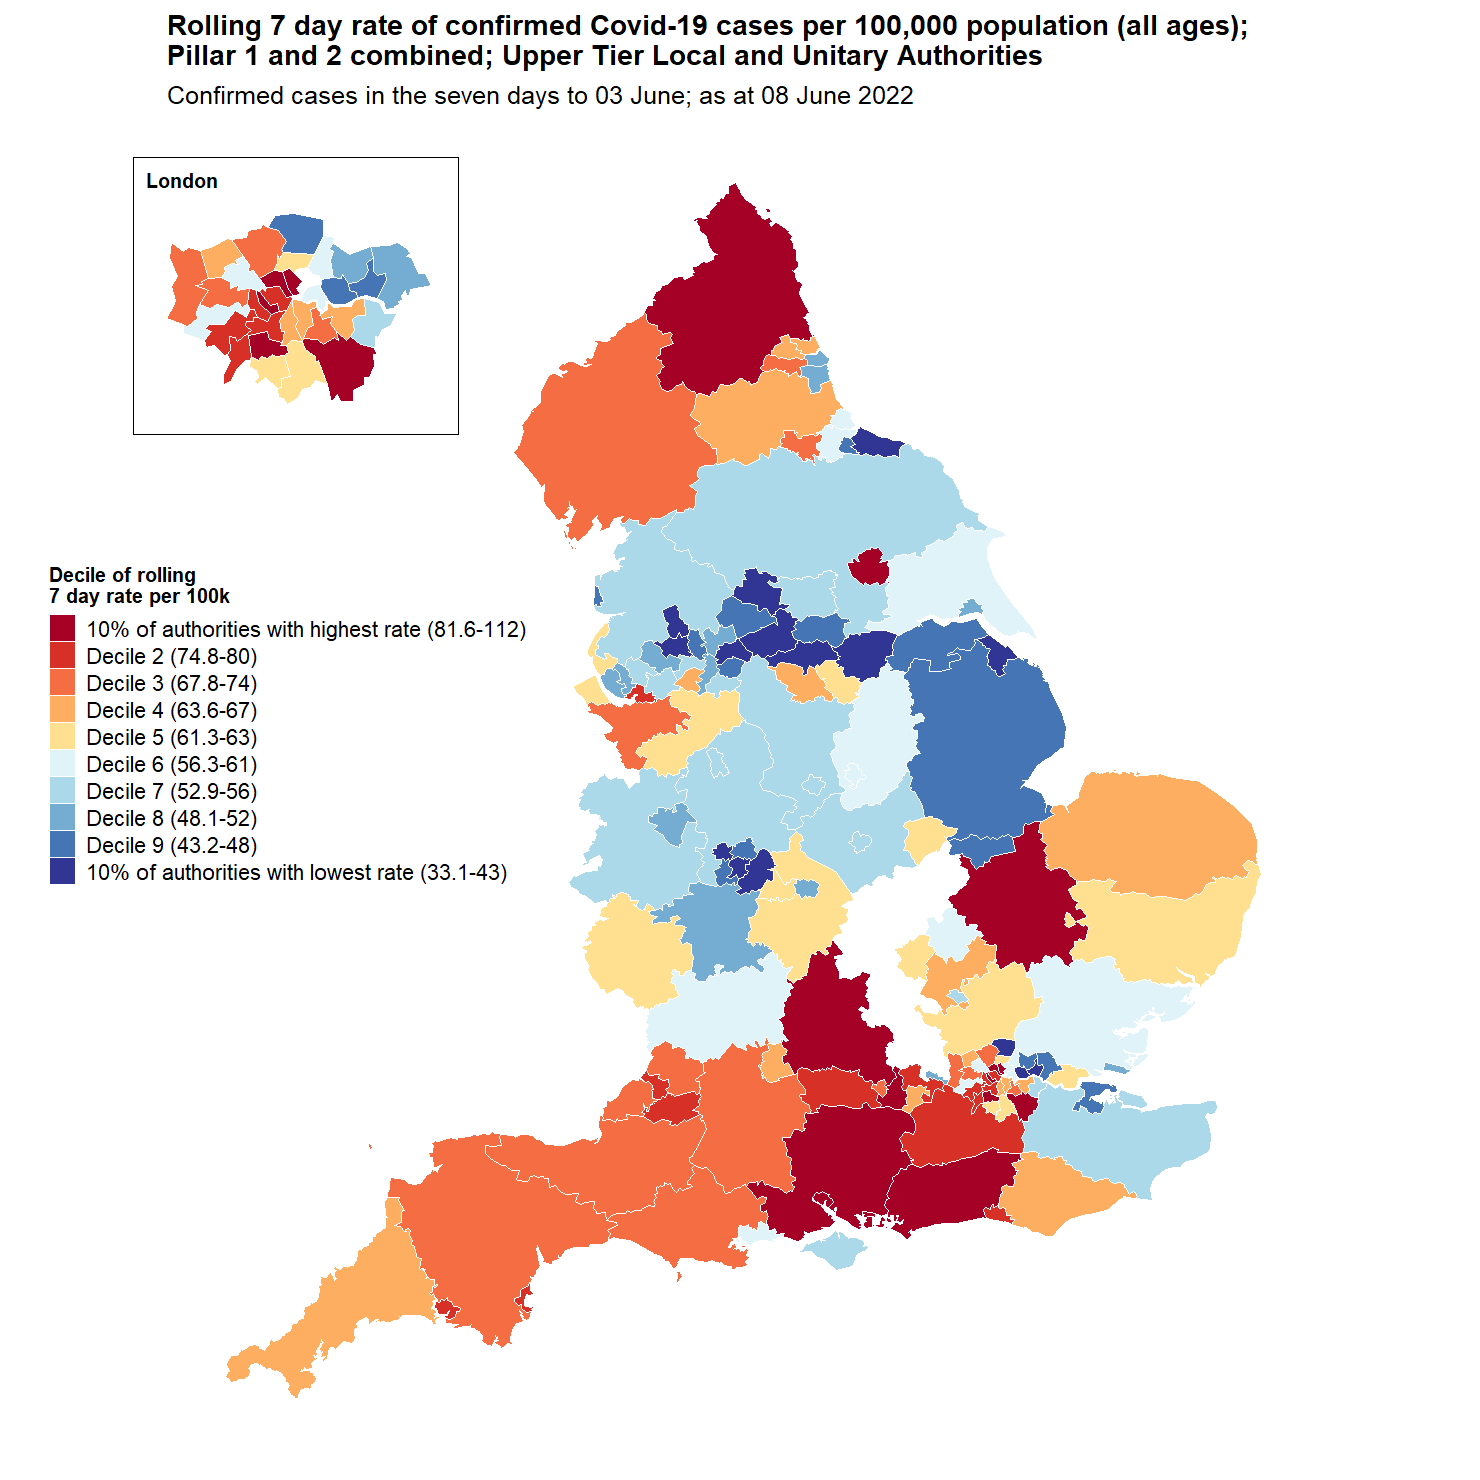 Rolling 7 day rate of confirmed Covid-19 cases per 100,000 population (all ages);
Pillar 1 and 2 combined; Upper Tier Local and Unitary Authorities
Confirmed cases in the seven days to 03 June; as at 08 June 2022
London
Decile of rolling
7 day rate per 100k
10% of authorities with highest rate (81.6-112)
Decile 2 (74.8-80)
Decile 3 (67.8-74)
Decile 4 (63.6-67)
Decile 5 (61.3-63)
Decile 6 (56.3-61)
Decile 7 (52.9-56)
Decile 8 (48.1-52)
Decile 9 (43.2-48)
10% of authorities with lowest rate (33.1-43)